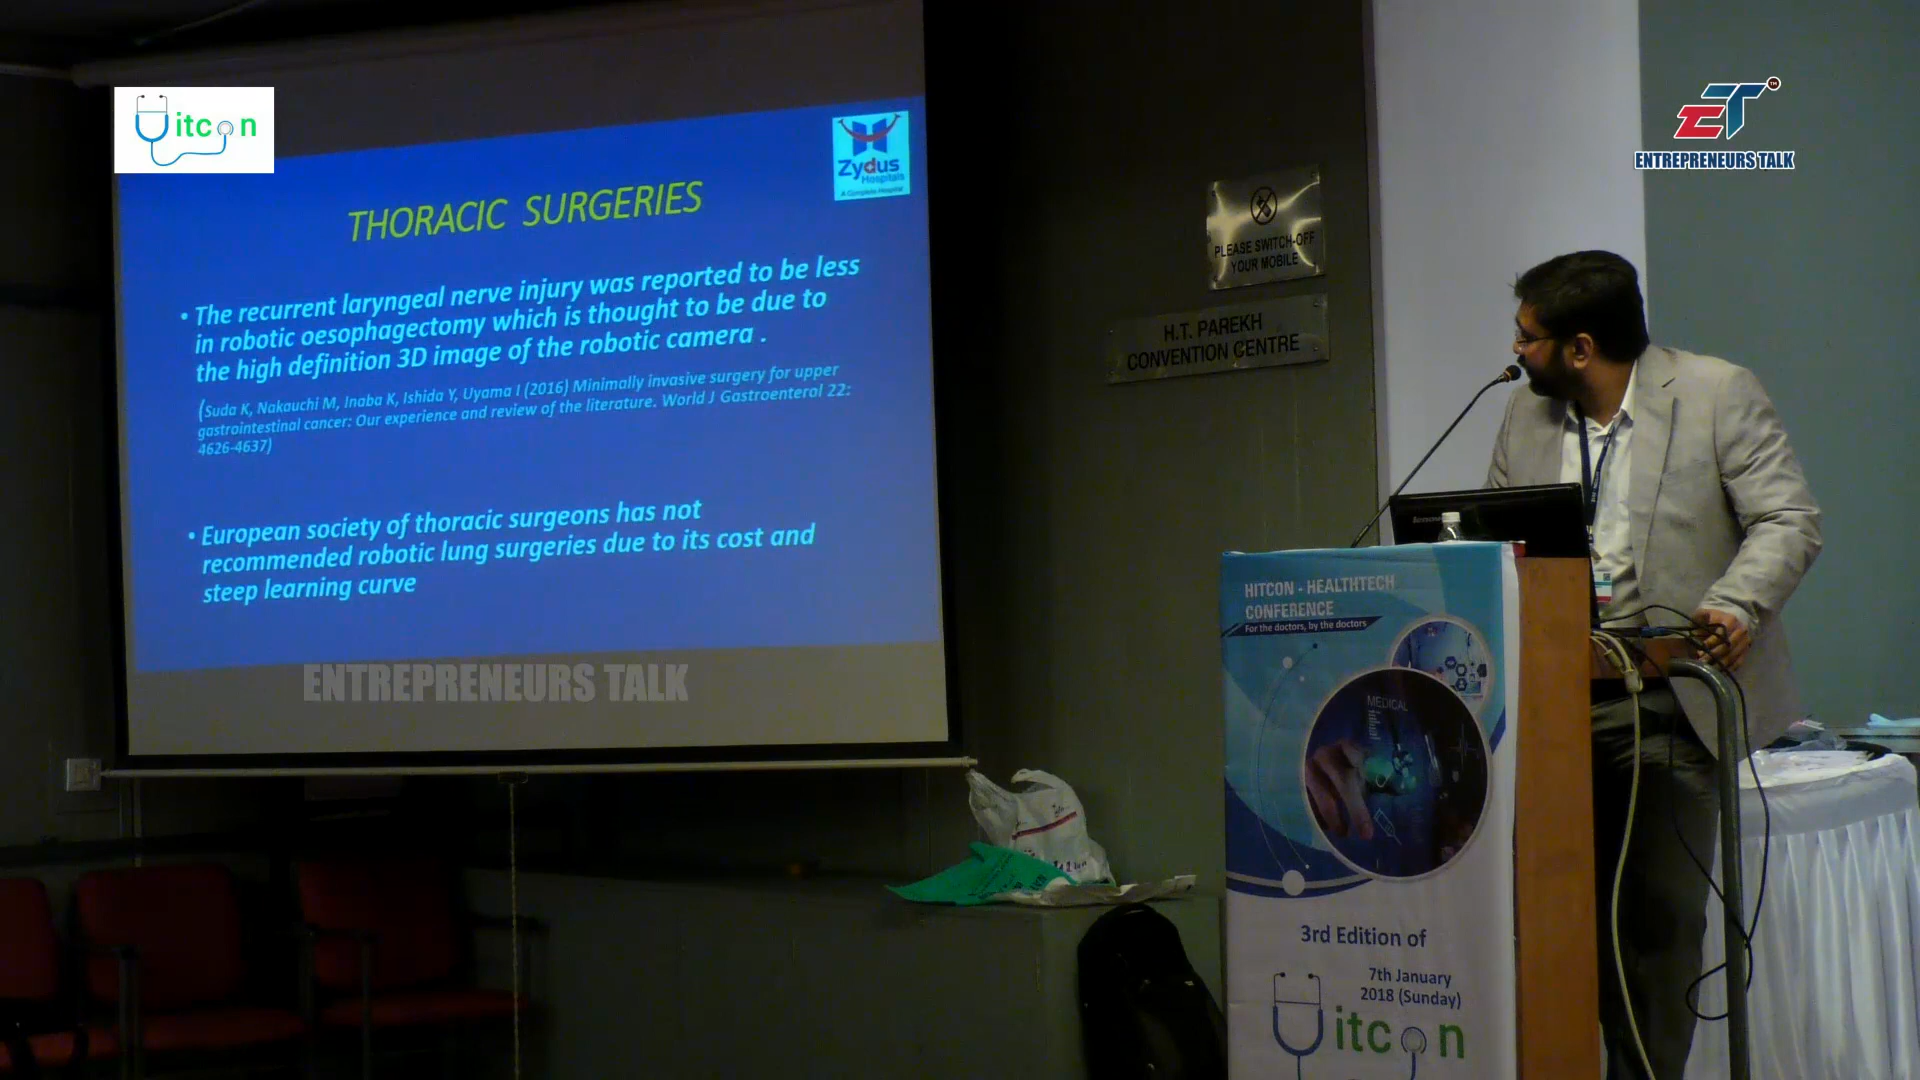 itcon
THORACIC SURGERIES
Zydus
Hospitals
A Complete Hospital
• The recurrent laryngeal nerve injury was reported to be less
in robotic oesophagectomy which is thought to be due to
the high definition 3D image of the robotic camera .
(Suda K, Nakauchi M, Inaba K, Ishida Y, Uyama I (2016) Minimally invasive surgery for upper
gastrointestinal cancer: Our experience and review of the literature. World J Gastroenterol 22:
4626-4637)
• European society of thoracic surgeons has not
recommended robotic lung surgeries due to its cost and
steep learning curve
ENTREPRENEURS TALK
PLEASE SWITCH-OFF
YOUR MOBILE
H.T. PAREKH
CONVENTION CENTRE
ET TM
ENTREPRENEURS TALK
lenovo
HITCON - HEALTHTECH
CONFERENCE
For the doctors, by the doctors
MEDICAL
3rd Edition of
7th January
2018 (Sunday)
itcon